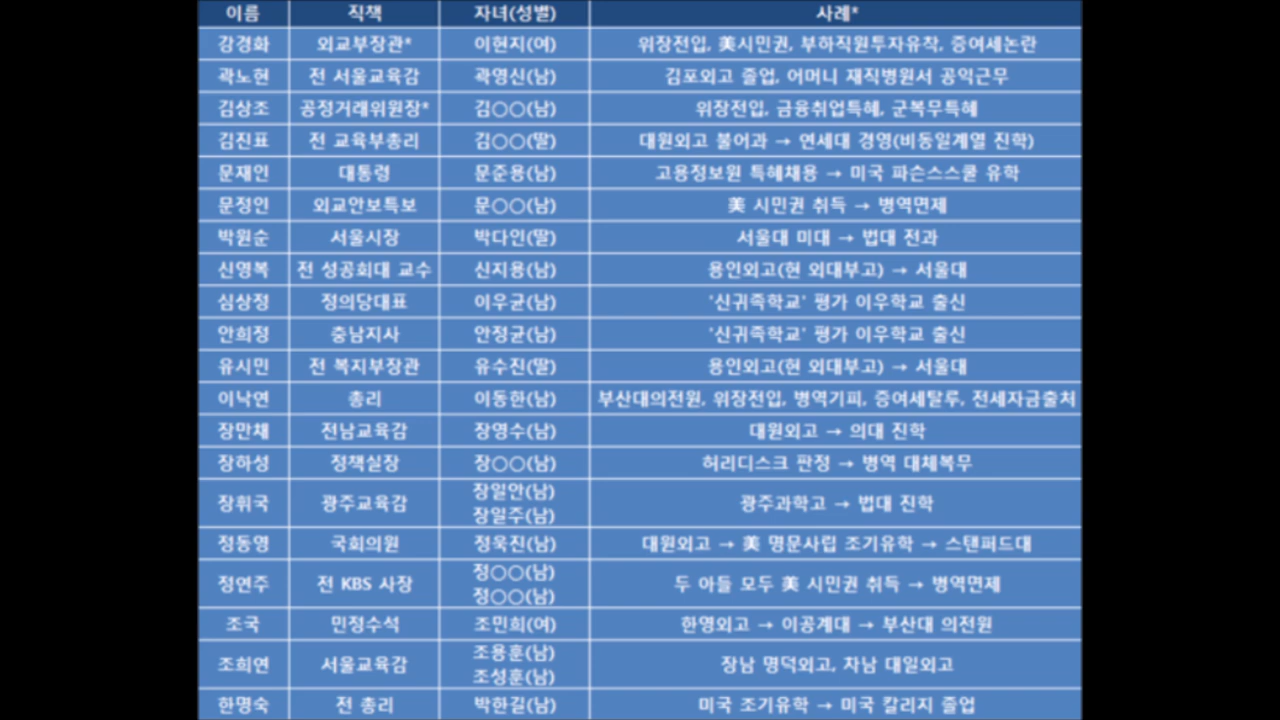 이름 직책 자녀(성별) 사례*
강경화 외교부장관* 이현지(여) 위장전입, 美시민권, 부하직원투자유착, 증여세논란
곽노현 전 서울교육감 곽영신(남) 김포외고 졸업, 어머니 재직병원서 공익근무
김상조 공정거래위원장* 김○○(남) 위장전입, 금융취업특혜, 군복무특혜
김진표 전 교육부총리 김○○(딸) 대원외고 불어과 → 연세대 경영(비동일계열 진학)
문재인 대통령 문준용(남) 고용정보원 특혜채용 → 미국 파슨스스쿨 유학
문정인 외교안보특보 문○○(남) 美 시민권 취득 → 병역면제
박원순 서울시장 박다인(딸) 서울대 미대 → 법대 전과
신영복 전 성공회대 교수 신지용(남) 용인외고(현 외대부고) → 서울대
심상정 정의당대표 이우균(남) '신귀족학교' 평가 이우학교 출신
안희정 충남지사 안정균(남) '신귀족학교' 평가 이우학교 출신
유시민 전 복지부장관 유수진(딸) 용인외고(현 외대부고) → 서울대
이낙연 총리 이동한(남) 부산대의전원, 위장전입, 병역기피, 증여세탈루, 전세자금출처
장만채 전남교육감 장영수(남) 대원외고 → 의대 진학
장하성 정책실장 장○○(남) 허리디스크 판정 → 병역 대체복무
장휘국 광주교육감 장일안(남) 장일주(남) 광주과학고 → 법대 진학
정동영 국회의원 정욱진(남) 대원외고 → 美 명문사립 조기유학 → 스탠퍼드대
정연주 전 KBS 사장 정○○(남) 정○○(남) 두 아들 모두 美 시민권 취득 → 병역면제
조국 민정수석 조민희(여) 한영외고 → 이공계대 → 부산대 의전원
조희연 서울교육감 조용훈(남) 조성훈(남) 장남 명덕외고, 차남 대일외고
한명숙 전 총리 박한길(남) 미국 조기유학 → 미국 칼리지 졸업